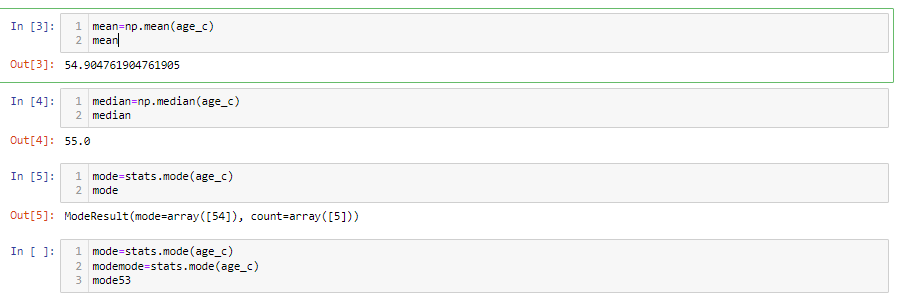 In [3]: 1 mean=np.mean(age_c)
2 mean
Out[3]: 54.904761904761905
In [4]: 1 median=np.median(age_c)
2 median
Out[4]: 55.0
In [5]: 1 mode=stats.mode(age_c)
2 mode
Out[5]: ModeResult(mode=array([54]), count=array([5]))
In [ ]: 1 mode=stats.mode(age_c)
2 modemode=stats.mode(age_c)
3 mode53